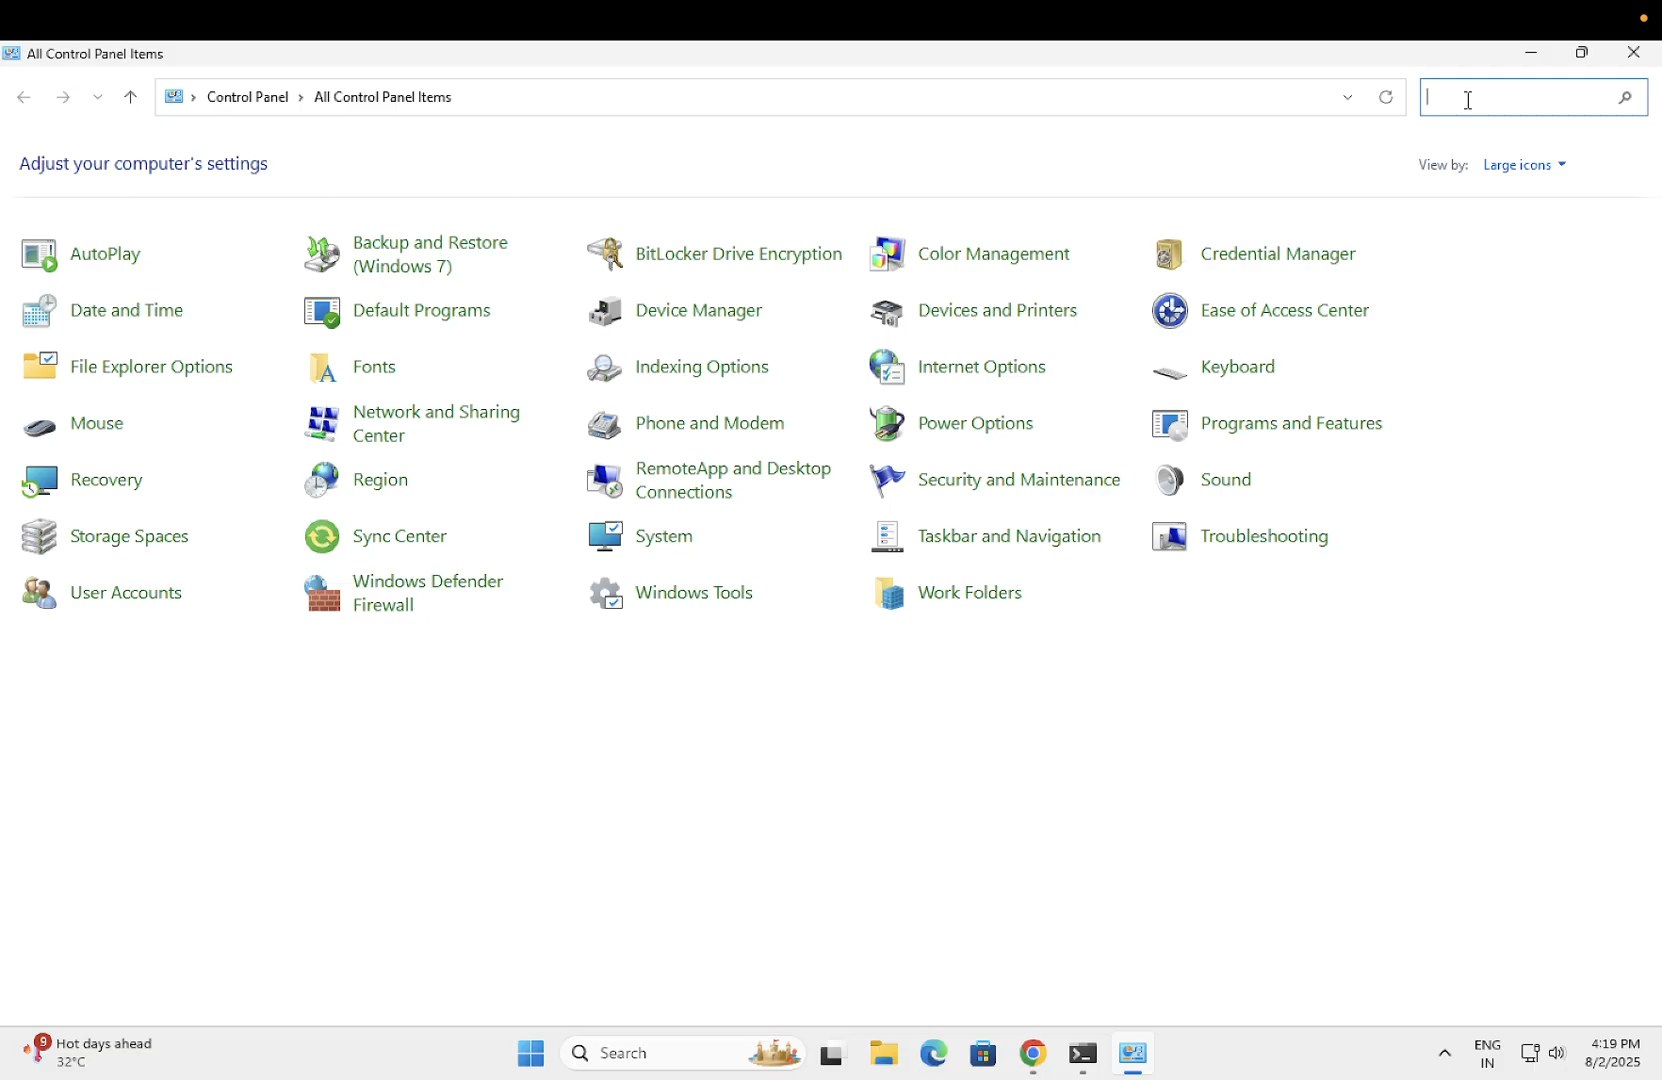 All Control Panel Items
Control Panel > All Control Panel Items
Adjust your computer's settings
View by: Large icons
AutoPlay
Backup and Restore
(Windows 7)
BitLocker Drive Encryption
Color Management
Credential Manager
Date and Time
Default Programs
Device Manager
Devices and Printers
Ease of Access Center
File Explorer Options
Fonts
Indexing Options
Internet Options
Keyboard
Mouse
Network and Sharing
Center
Phone and Modem
Power Options
Programs and Features
Recovery
Region
RemoteApp and Desktop
Connections
Security and Maintenance
Sound
Storage Spaces
Sync Center
System
Taskbar and Navigation
Troubleshooting
User Accounts
Windows Defender
Firewall
Windows Tools
Work Folders
9
Hot days ahead
32°C
Search
ENG
IN
4:19 PM
8/2/2025